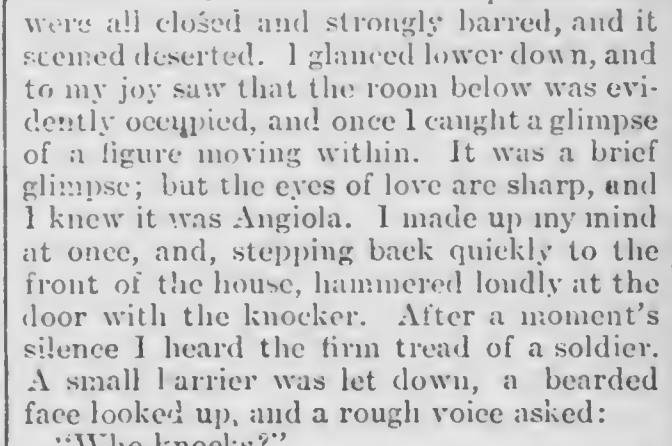 were all closed and strongly barred, and it
seemed deserted. I glanced lower down, and
to my joy saw that the room below was evi-
dently occupied, and once I caught a glimpse
of a figure moving within. It was a brief
glimpse; but the eyes of love are sharp, and
I knew it was Angiola. I made up my mind
at once, and, stepping back quickly to the
front of the house, hammered loudly at the
door with the knocker. After a moment's
silence I heard the firm tread of a soldier.
A small barrier was let down, a bearded
face looked up, and a rough voice asked:
"Who knocks?"